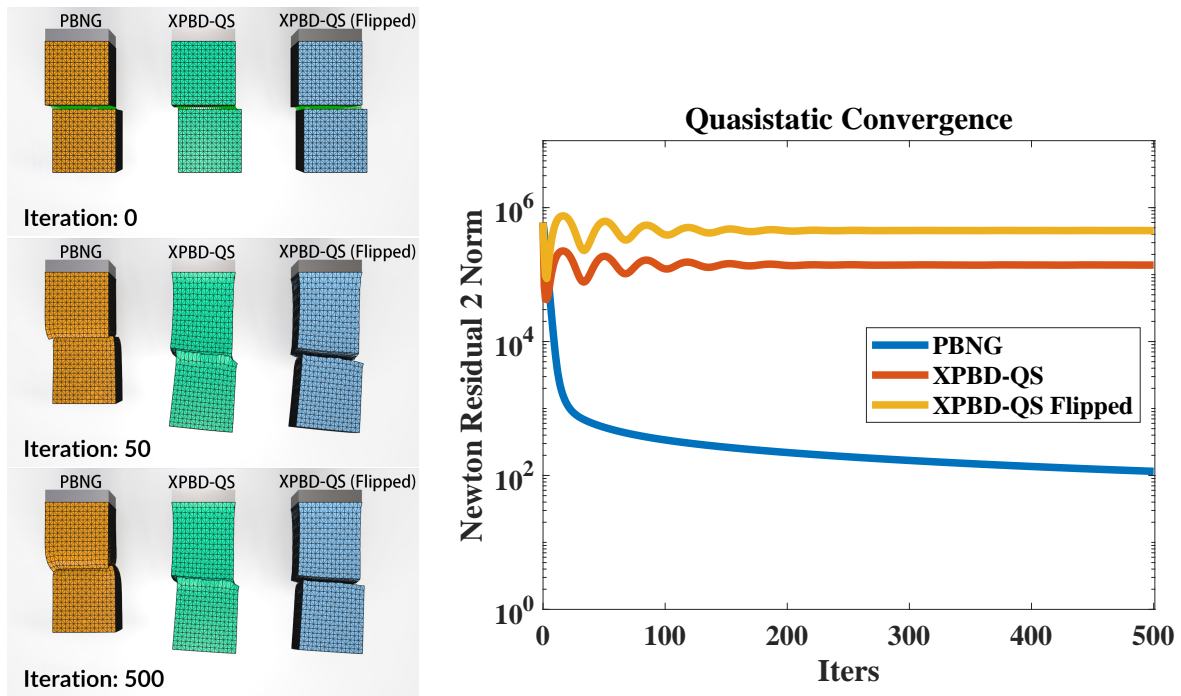 PBNG XPBD-QS XPBD-QS (Flipped)
Iteration: 0
PBNG XPBD-QS XPBD-QS (Flipped)
Iteration: 50
PBNG XPBD-QS XPBD-QS (Flipped)
Iteration: 500
Quasistatic Convergence
Newton Residual 2 Norm
10^6
10^4
10^2
10^0
PBNG
XPBD-QS
XPBD-QS Flipped
0 100 200 300 400 500
Iters